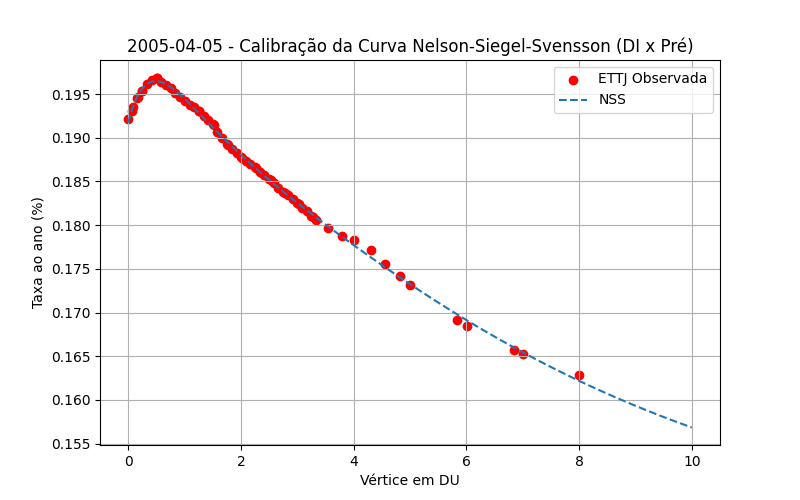 2005-04-05 - Calibração da Curva Nelson-Siegel-Svensson (DI x Pré)
ETTJ Observada
NSS
Taxa ao ano (%)
0.195
0.190
0.185
0.180
0.175
0.170
0.165
0.160
0.155
0 2 4 6 8 10
Vértice em DU